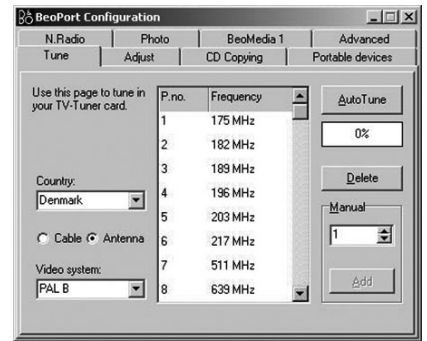 BeoPort Configuration
N.Radio Photo BeoMedia 1 Advanced
Tune Adjust CD Copying Portable devices
Use this page to tune in
your TV-Tuner card.
Country:
Denmark
Cable Antenna
Video system:
PAL B
P.no. Frequency
1 175 MHz
2 182 MHz
3 189 MHz
4 196 MHz
5 203 MHz
6 217 MHz
7 511 MHz
8 639 MHz
AutoTune
0%
Delete
Manual
1
Add